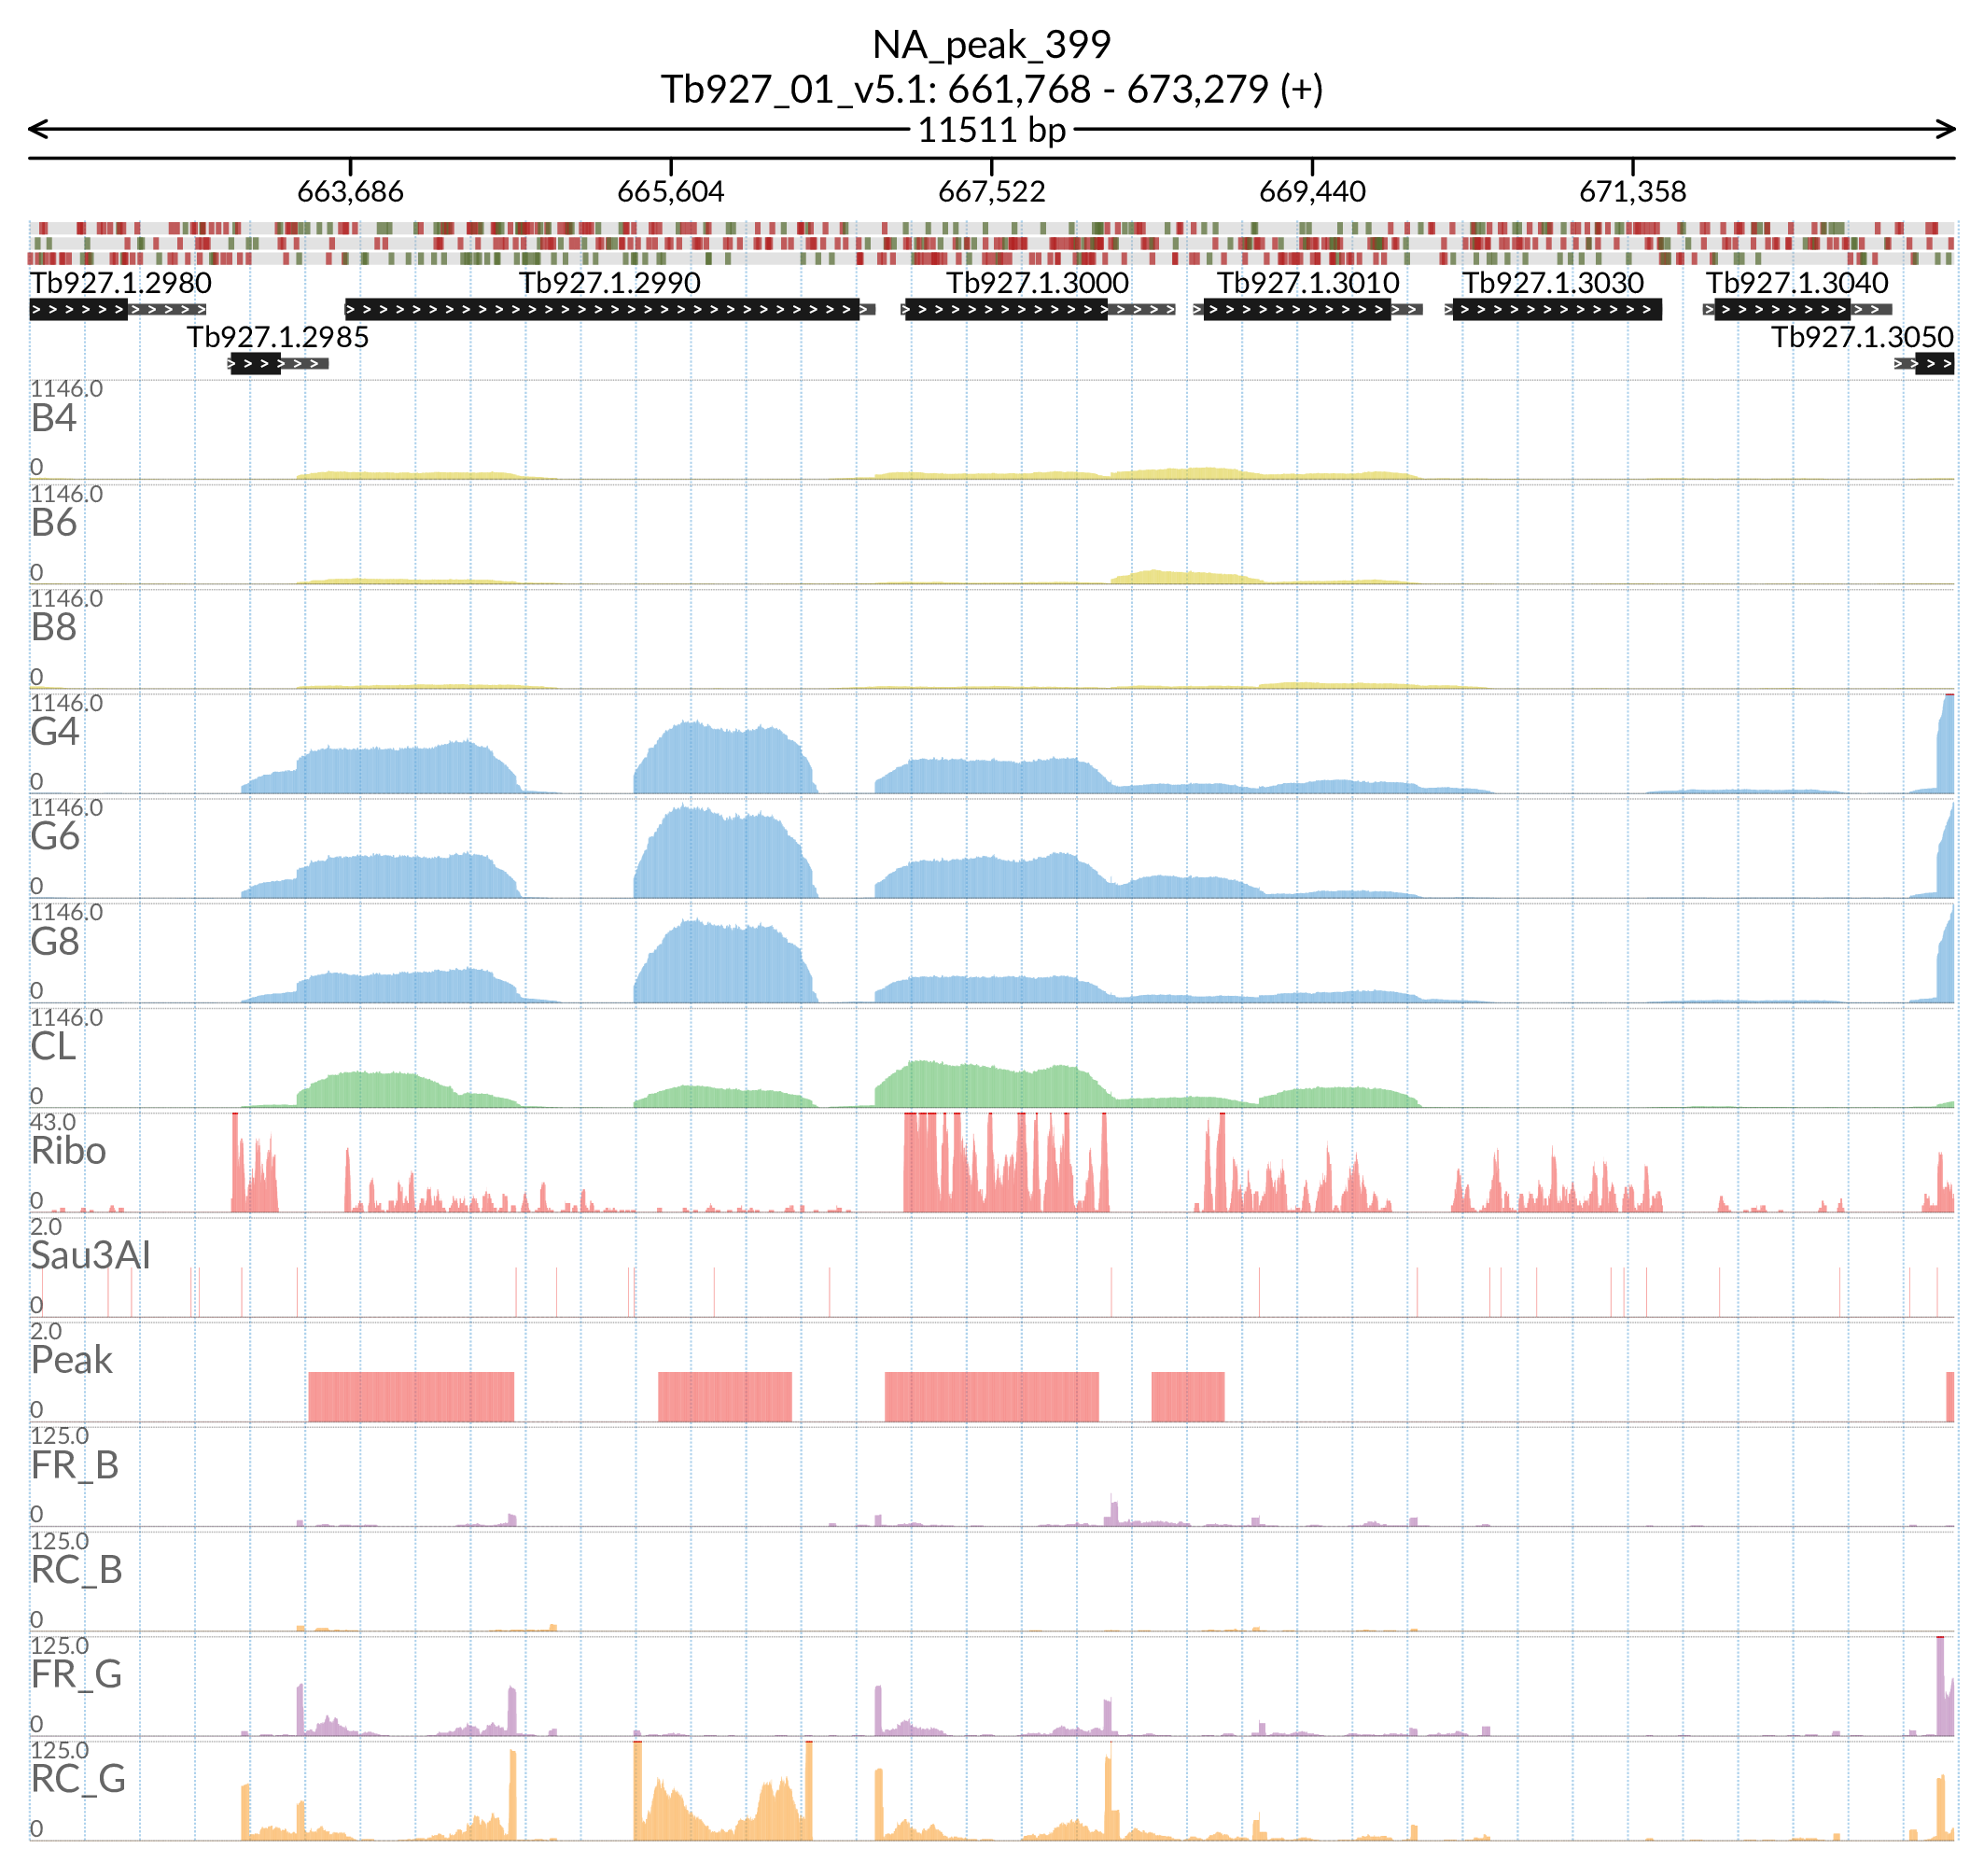 NA_peak_399
Tb927_01_v5.1: 661,768 - 673,279 (+)
11511 bp
663,686 665,604 667,522 669,440 671,358
Tb927.1.2980 Tb927.1.2990 Tb927.1.3000 Tb927.1.3010 Tb927.1.3030 Tb927.1.3040
Tb927.1.2985 Tb927.1.3050
1146.0
B4
0
1146.0
B6
0
1146.0
B8
0
1146.0
G4
0
1146.0
G6
0
1146.0
G8
0
1146.0
CL
0
43.0
Ribo
0
2.0
Sau3AI
0
2.0
Peak
0
125.0
FR_B
0
125.0
RC_B
0
125.0
FR_G
0
125.0
RC_G
0